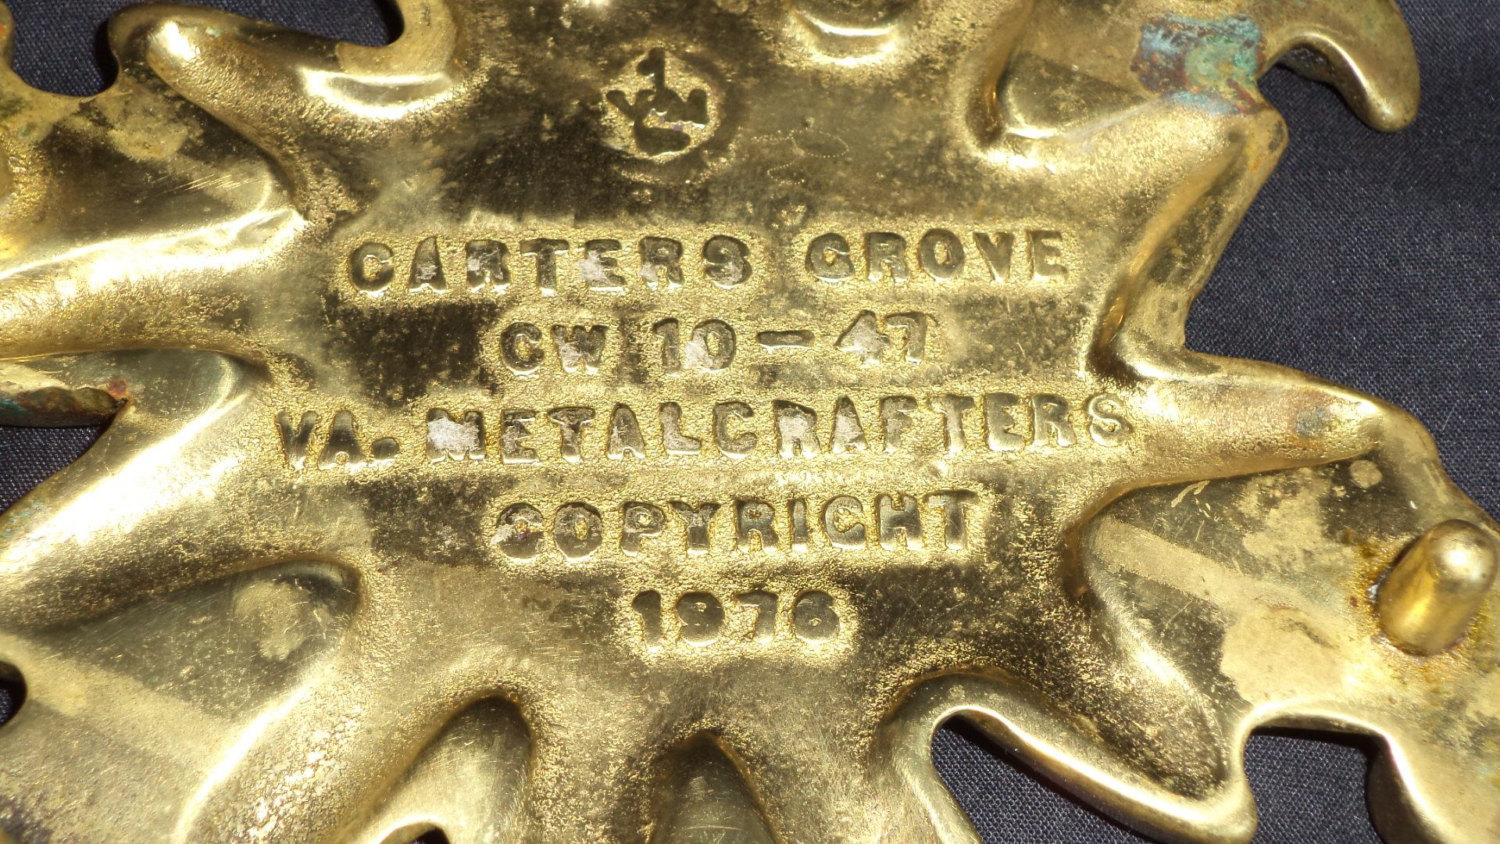 CARTERS GROVE
CW 10-47
VA. METALCRAFTERS
COPYRIGHT
1976